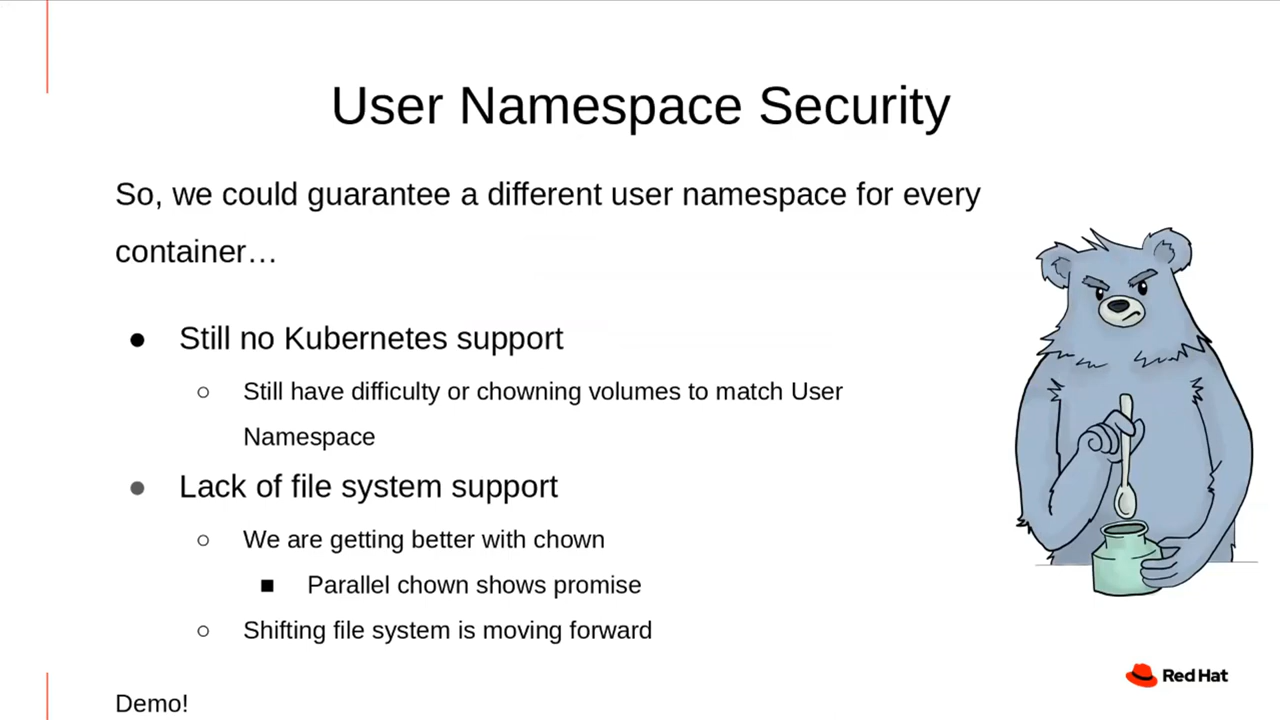 User Namespace Security
So, we could guarantee a different user namespace for every
container…
● Still no Kubernetes support
○ Still have difficulty or chowning volumes to match User
Namespace
● Lack of file system support
○ We are getting better with chown
■ Parallel chown shows promise
○ Shifting file system is moving forward
Red Hat
Demo!